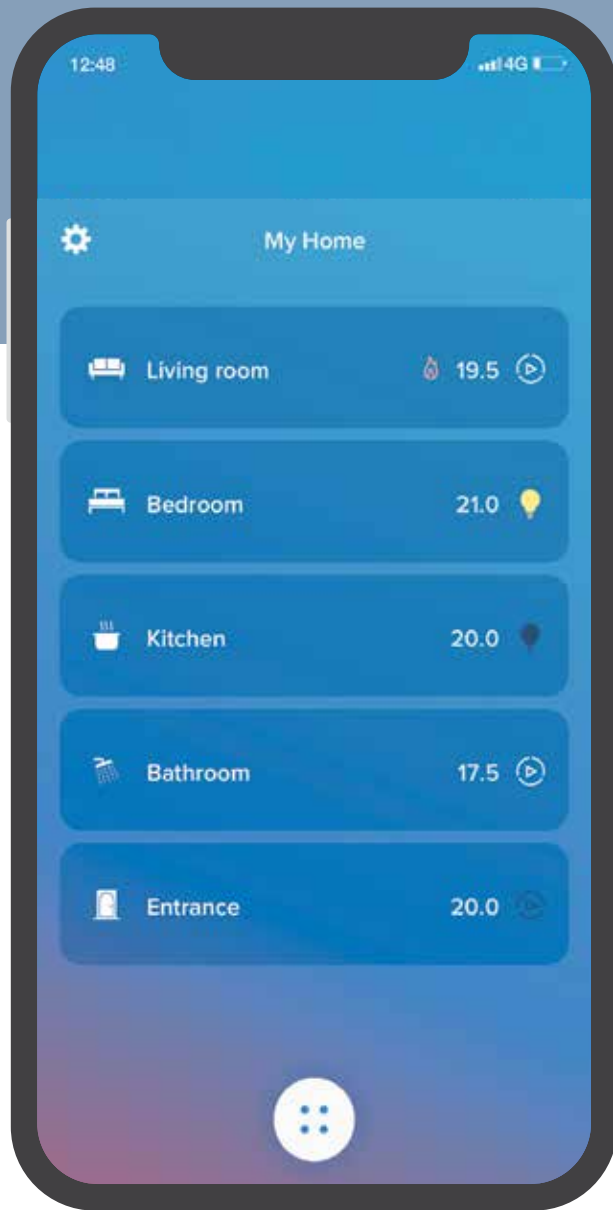 12:48 4G
My Home
Living room 19.5
Bedroom 21.0
Kitchen 20.0
Bathroom 17.5
Entrance 20.0